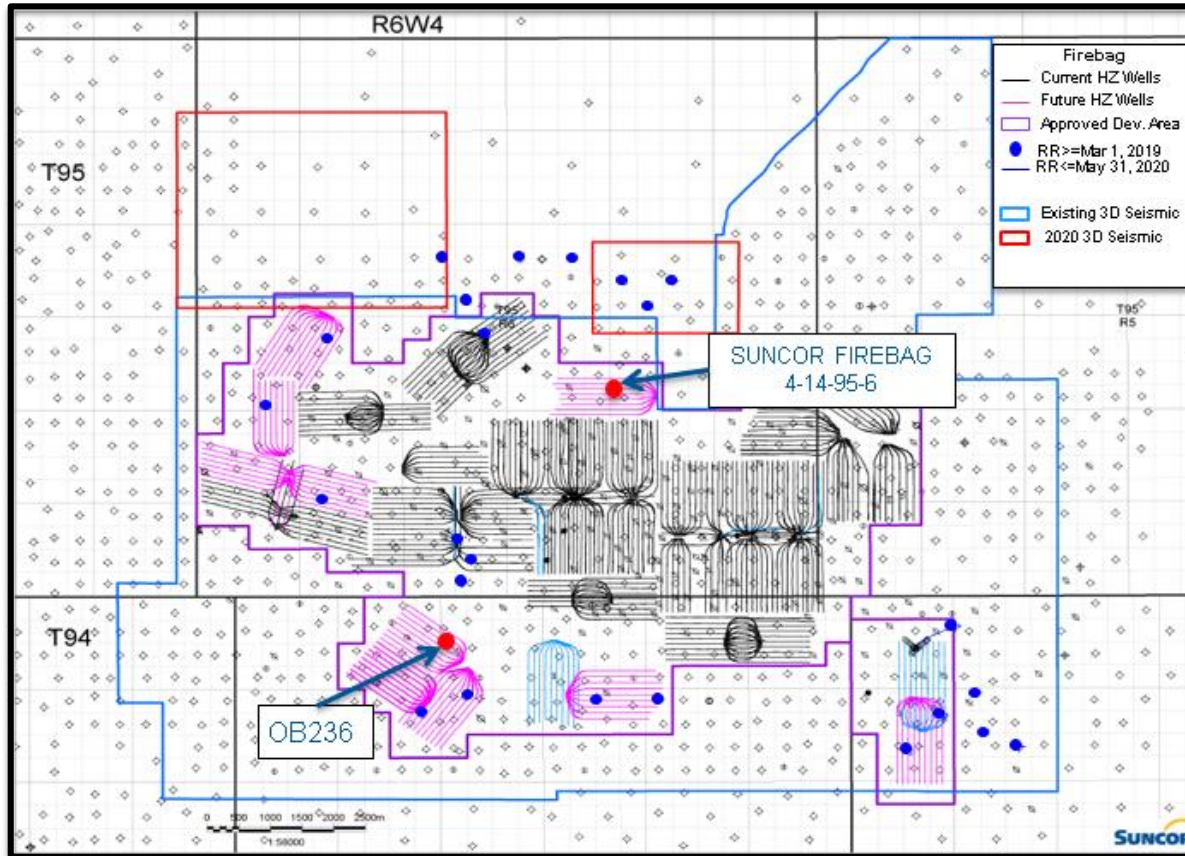 R6W4
Firebag
Current HZ Wells
Future HZ Wells
Approved Dev. Area
RR>=Mar 1, 2019
RR<=May 31, 2020
Existing 3D Seismic
2020 3D Seismic
T95
T95
R6
T95
R5
SUNCOR FIREBAG
4-14-95-6
T94
OB236
0 500 1000 1500 2000 2500m
1:58000
SUNCOR